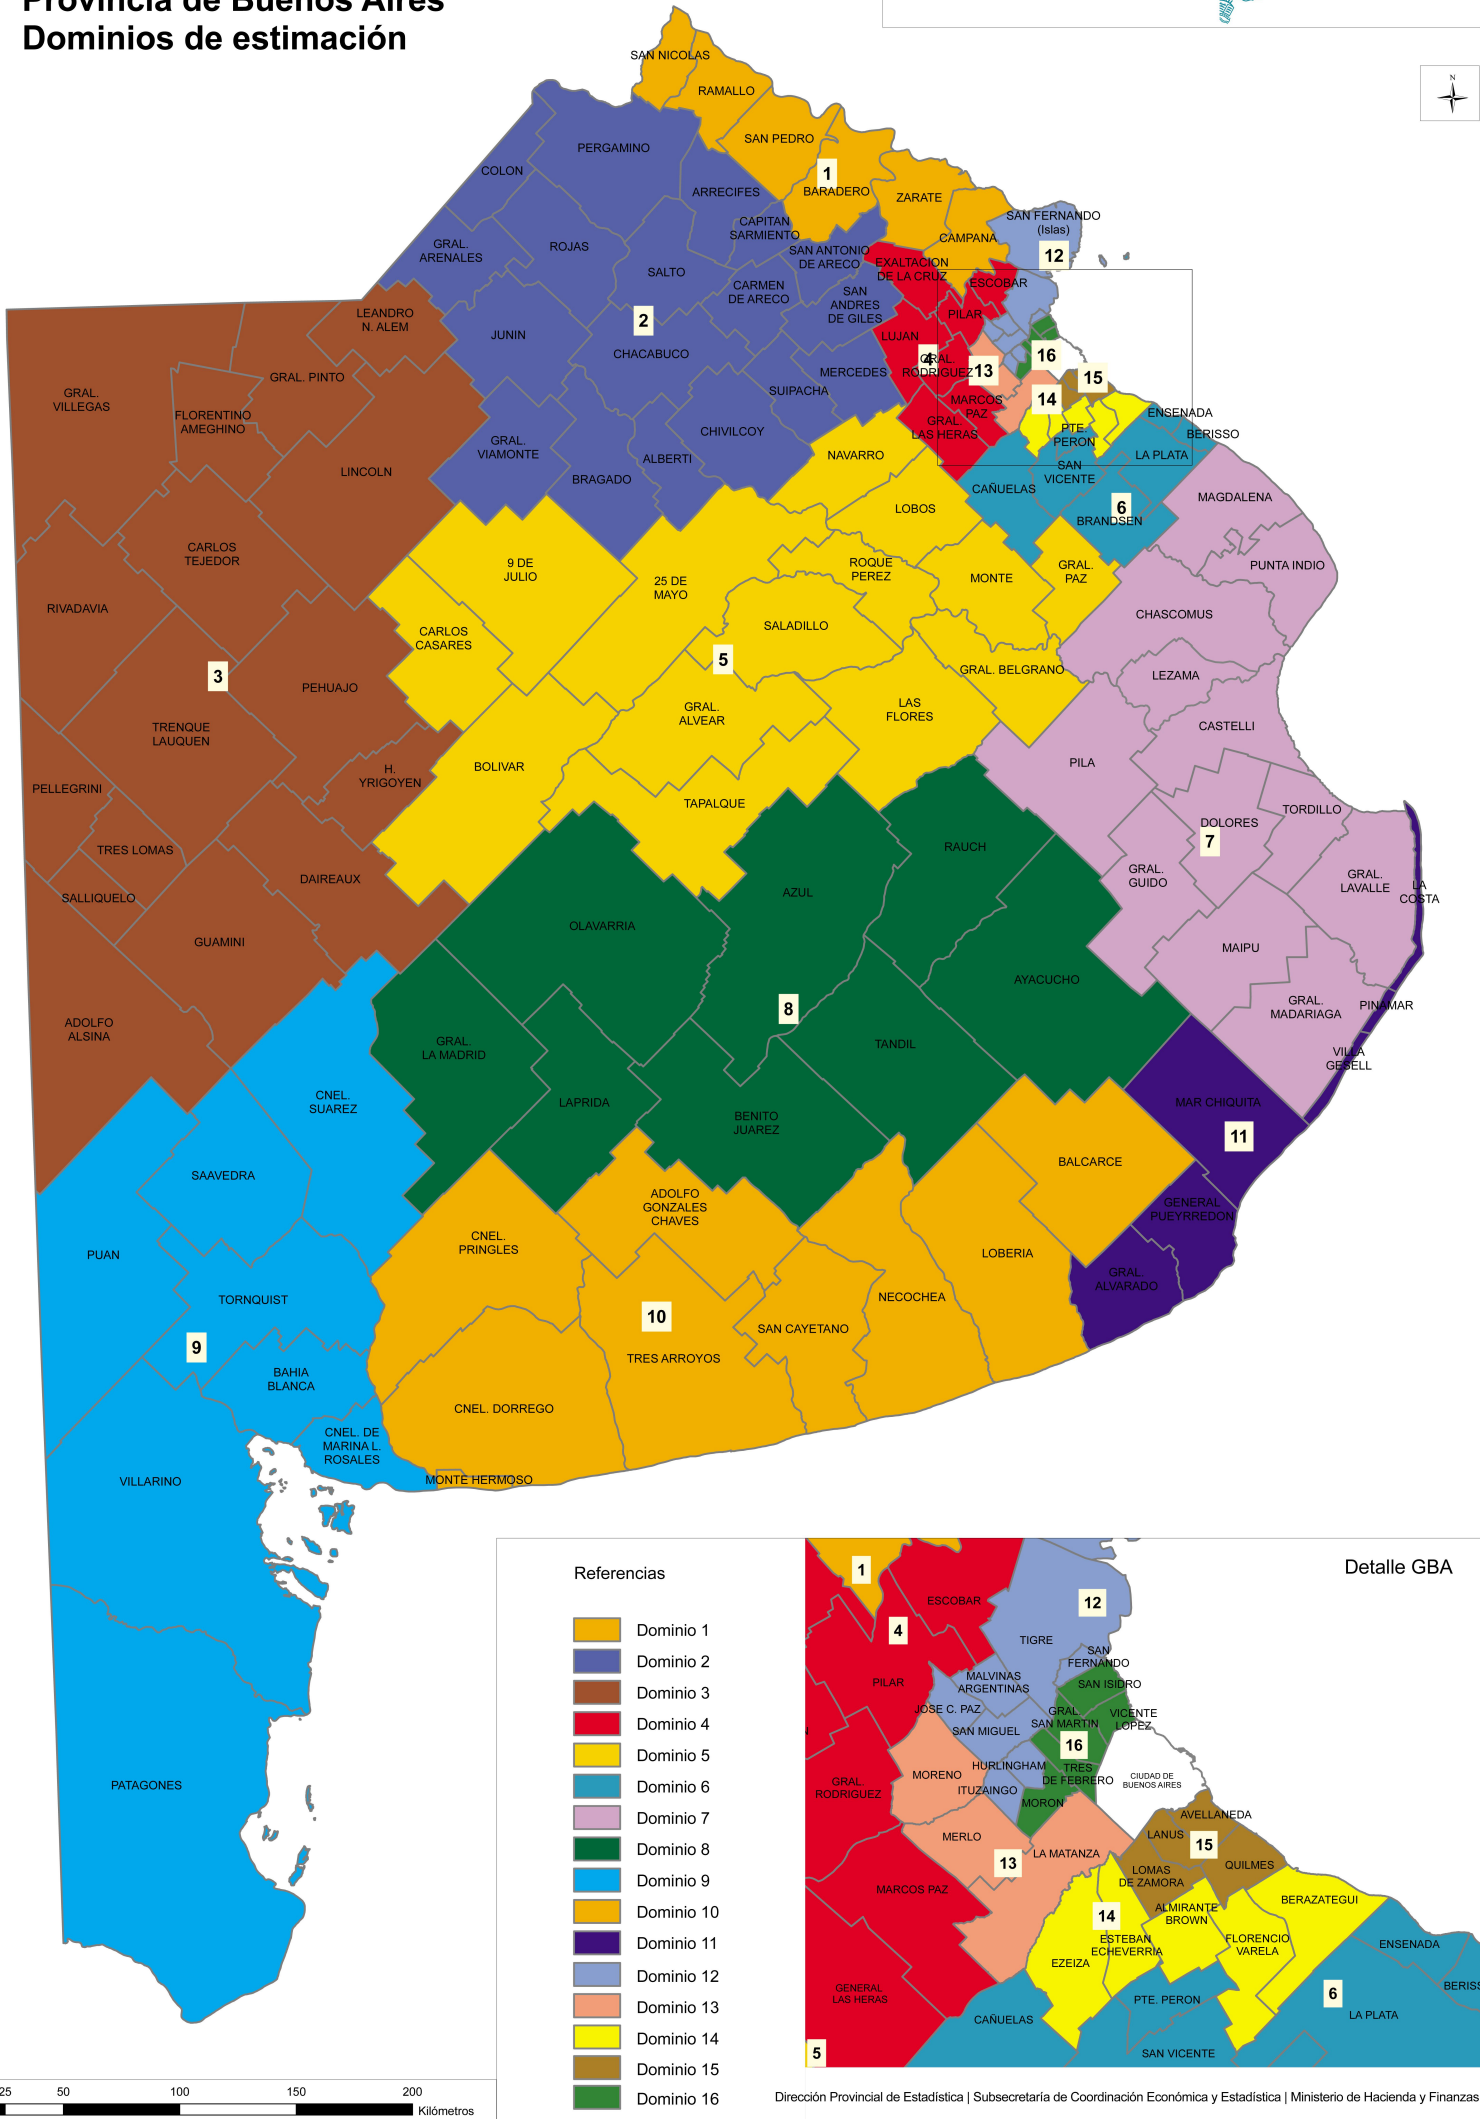 Provincia de Buenos Aires
Dominios de estimación
N
SAN NICOLAS
RAMALLO
SAN PEDRO
1
BARADERO
ZARATE
CAMPANA
SAN FERNANDO
(Islas)
12
PERGAMINO
COLON
ARRECIFES
CAPITAN
SARMIENTO
GRAL.
ARENALES
ROJAS
SALTO
SAN ANTONIO
DE ARECO
CARMEN
DE ARECO
SAN
ANDRES
DE GILES
2
JUNIN
CHACABUCO
MERCEDES
SUIPACHA
CHIVILCOY
ALBERTI
BRAGADO
GRAL.
VIAMONTE
EXALTACION
DE LA CRUZ
ESCOBAR
PILAR
LUJAN
4
GRAL.
RODRIGUEZ
13
16
15
14
MARCOS
PAZ
GRAL.
LAS HERAS
PTE.
PERON
ENSENADA
BERISSO
LA PLATA
SAN
VICENTE
CAÑUELAS
6
BRANDSEN
LEANDRO
N. ALEM
GRAL. PINTO
GRAL.
VILLEGAS
FLORENTINO
AMEGHINO
LINCOLN
CARLOS
TEJEDOR
RIVADAVIA
3
PEHUAJO
TRENQUE
LAUQUEN
H.
YRIGOYEN
PELLEGRINI
TRES LOMAS
SALLIQUELO
DAIREAUX
GUAMINI
ADOLFO
ALSINA
NAVARRO
LOBOS
9 DE
JULIO
25 DE
MAYO
ROQUE
PEREZ
MONTE
GRAL.
PAZ
CARLOS
CASARES
SALADILLO
5
GRAL. BELGRANO
GRAL.
ALVEAR
LAS
FLORES
BOLIVAR
TAPALQUE
MAGDALENA
PUNTA INDIO
CHASCOMUS
LEZAMA
CASTELLI
PILA
DOLORES
7
TORDILLO
GRAL.
GUIDO
GRAL.
LAVALLE
LA
COSTA
MAIPU
GRAL.
MADARIAGA
PINAMAR
VILLA
GESELL
RAUCH
AZUL
OLAVARRIA
AYACUCHO
8
GRAL.
LA MADRID
TANDIL
LAPRIDA
BENITO
JUAREZ
MAR CHIQUITA
11
GENERAL
PUEYRREDON
GRAL.
ALVARADO
BALCARCE
LOBERIA
NECOCHEA
ADOLFO
GONZALES
CHAVES
CNEL.
PRINGLES
10
SAN CAYETANO
TRES ARROYOS
CNEL. DORREGO
MONTE HERMOSO
CNEL.
SUAREZ
SAAVEDRA
PUAN
TORNQUIST
9
BAHIA
BLANCA
CNEL. DE
MARINA L.
ROSALES
VILLARINO
PATAGONES
Referencias
Dominio 1
Dominio 2
Dominio 3
Dominio 4
Dominio 5
Dominio 6
Dominio 7
Dominio 8
Dominio 9
Dominio 10
Dominio 11
Dominio 12
Dominio 13
Dominio 14
Dominio 15
Dominio 16
Detalle GBA
1
ESCOBAR
12
4
TIGRE
SAN
FERNANDO
PILAR
MALVINAS
ARGENTINAS
SAN ISIDRO
JOSE C. PAZ
GRAL.
SAN MARTIN
VICENTE
LOPEZ
SAN MIGUEL
16
HURLINGHAM
TRES
DE FEBRERO
MORENO
ITUZAINGO
CIUDAD DE
BUENOS AIRES
GRAL.
RODRIGUEZ
MORON
AVELLANEDA
MERLO
LANUS
15
LA MATANZA
13
QUILMES
LOMAS
DE ZAMORA
MARCOS PAZ
BERAZATEGUI
ALMIRANTE
BROWN
14
ESTEBAN
ECHEVERRIA
FLORENCIO
VARELA
ENSENADA
EZEIZA
GENERAL
LAS HERAS
BERISS
6
PTE. PERON
LA PLATA
CAÑUELAS
5
SAN VICENTE
25 50 100 150 200
Kilómetros
Dirección Provincial de Estadística | Subsecretaría de Coordinación Económica y Estadística | Ministerio de Hacienda y Finanzas